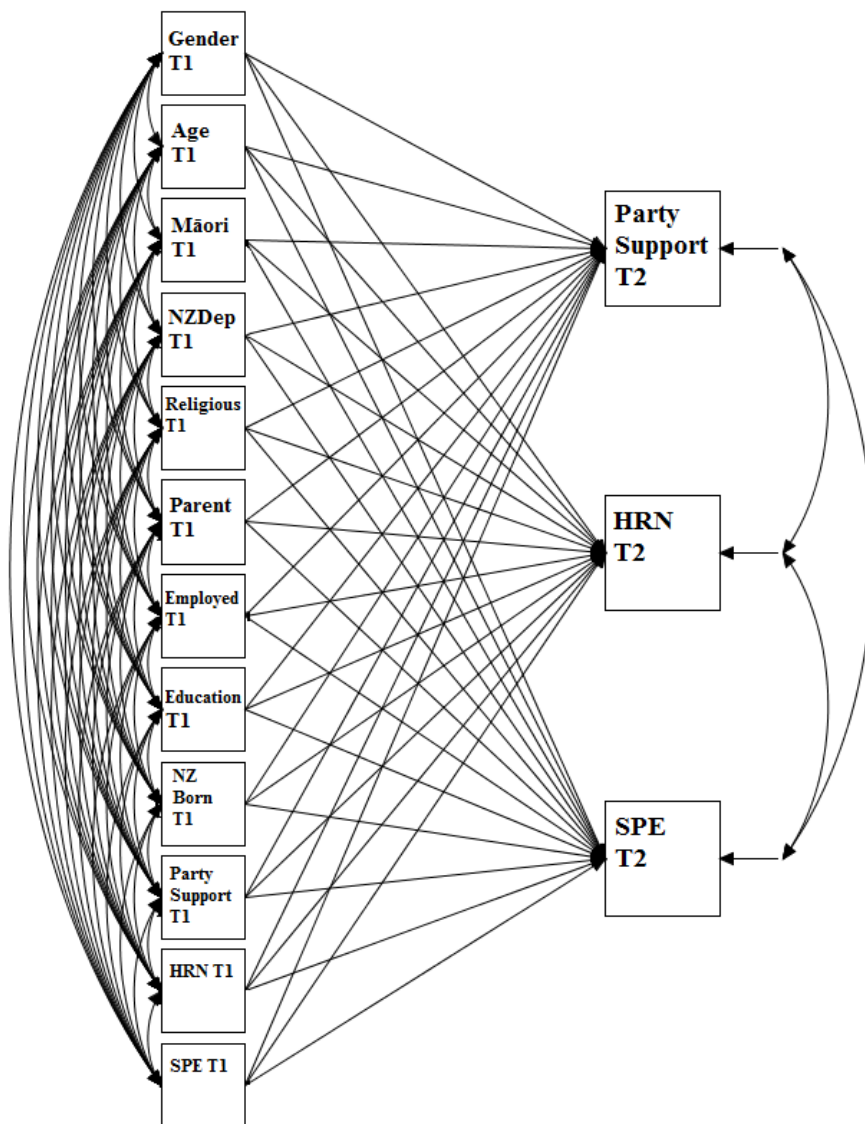 Gender
T1
Age
T1
Māori
T1
NZDep
T1
Religious
T1
Parent
T1
Employed
T1
Education
T1
NZ
Born
T1
Party
Support
T1
HRN T1
SPE T1
Party
Support
T2
HRN
T2
SPE
T2